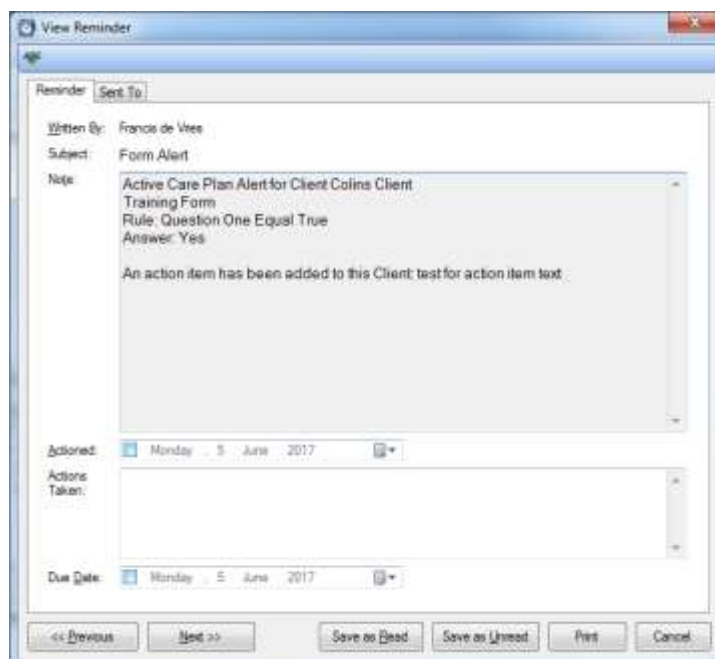 View Reminder
Reminder
Sent To
Written By: Francis de Vries
Subject: Form Alert
Note:
Active Care Plan Alert for Client Colins Client
Training Form
Rule: Question One Equal True
Answer: Yes
An action item has been added to this Client: test for action item text
Actioned: Monday , 5 June 2017
Actions
Taken:
Due Date: Monday , 5 June 2017
<< Previous
Next >>
Save as Read
Save as Unread
Print
Cancel